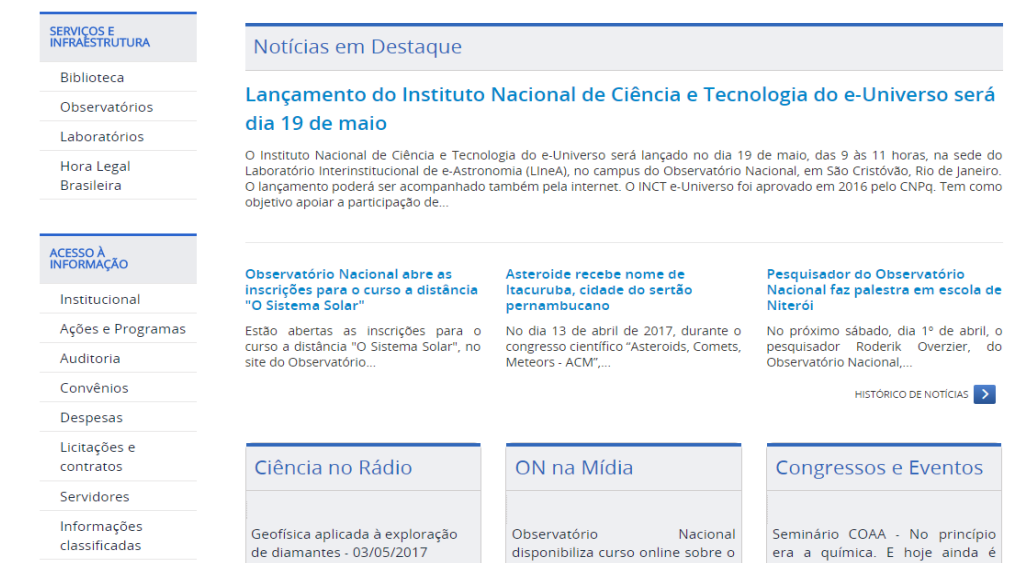 SERVIÇOS E
INFRAESTRUTURA
Biblioteca
Observatórios
Laboratórios
Hora Legal
Brasileira
ACESSO À
INFORMAÇÃO
Institucional
Ações e Programas
Auditoria
Convênios
Despesas
Licitações e
contratos
Servidores
Informações
classificadas
Notícias em Destaque
Lançamento do Instituto Nacional de Ciência e Tecnologia do e-Universo será
dia 19 de maio
O Instituto Nacional de Ciência e Tecnologia do e-Universo será lançado no dia 19 de maio, das 9 às 11 horas, na sede do
Laboratório Interinstitucional de e-Astronomia (LIneA), no campus do Observatório Nacional, em São Cristóvão, Rio de Janeiro.
O lançamento poderá ser acompanhado também pela internet. O INCT e-Universo foi aprovado em 2016 pelo CNPq. Tem como
objetivo apoiar a participação de...
Observatório Nacional abre as
inscrições para o curso a distância
"O Sistema Solar"
Estão abertas as inscrições para o
curso a distância "O Sistema Solar", no
site do Observatório...
Asteroide recebe nome de
Itacuruba, cidade do sertão
pernambucano
No dia 13 de abril de 2017, durante o
congresso científico “Asteroids, Comets,
Meteors - ACM”,...
Pesquisador do Observatório
Nacional faz palestra em escola de
Niterói
No próximo sábado, dia 1º de abril, o
pesquisador Roderik Overzier, do
Observatório Nacional,...
HISTÓRICO DE NOTÍCIAS
Ciência no Rádio
Geofísica aplicada à exploração
de diamantes - 03/05/2017
ON na Mídia
Observatório Nacional
disponibiliza curso online sobre o
Congressos e Eventos
Seminário COAA - No princípio
era a química. E hoje ainda é